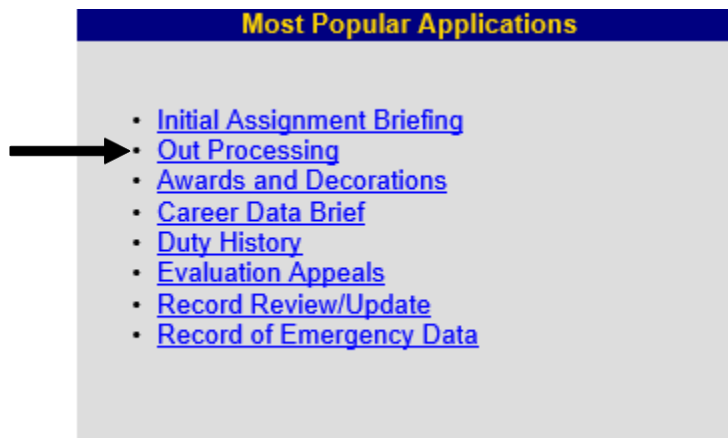 Most Popular Applications
• Initial Assignment Briefing
• Out Processing
• Awards and Decorations
• Career Data Brief
• Duty History
• Evaluation Appeals
• Record Review/Update
• Record of Emergency Data